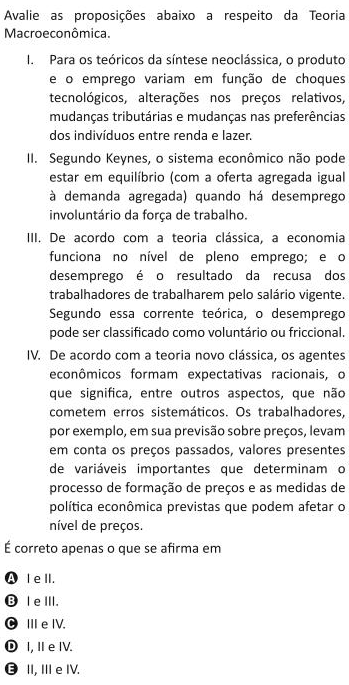 Avalie as proposições abaixo a respeito da Teoria
Macroeconômica.
I. Para os teóricos da síntese neoclássica, o produto
e o emprego variam em função de choques
tecnológicos, alterações nos preços relativos,
mudanças tributárias e mudanças nas preferências
dos indivíduos entre renda e lazer.
II. Segundo Keynes, o sistema econômico não pode
estar em equilíbrio (com a oferta agregada igual
à demanda agregada) quando há desemprego
involuntário da força de trabalho.
III. De acordo com a teoria clássica, a economia
funciona no nível de pleno emprego; e o
desemprego é o resultado da recusa dos
trabalhadores de trabalharem pelo salário vigente.
Segundo essa corrente teórica, o desemprego
pode ser classificado como voluntário ou friccional.
IV. De acordo com a teoria novo clássica, os agentes
econômicos formam expectativas racionais, o
que significa, entre outros aspectos, que não
cometem erros sistemáticos. Os trabalhadores,
por exemplo, em sua previsão sobre preços, levam
em conta os preços passados, valores presentes
de variáveis importantes que determinam o
processo de formação de preços e as medidas de
política econômica previstas que podem afetar o
nível de preços.
É correto apenas o que se afirma em
A I e II.
B I e III.
C III e IV.
D I, II e IV.
E II, III e IV.